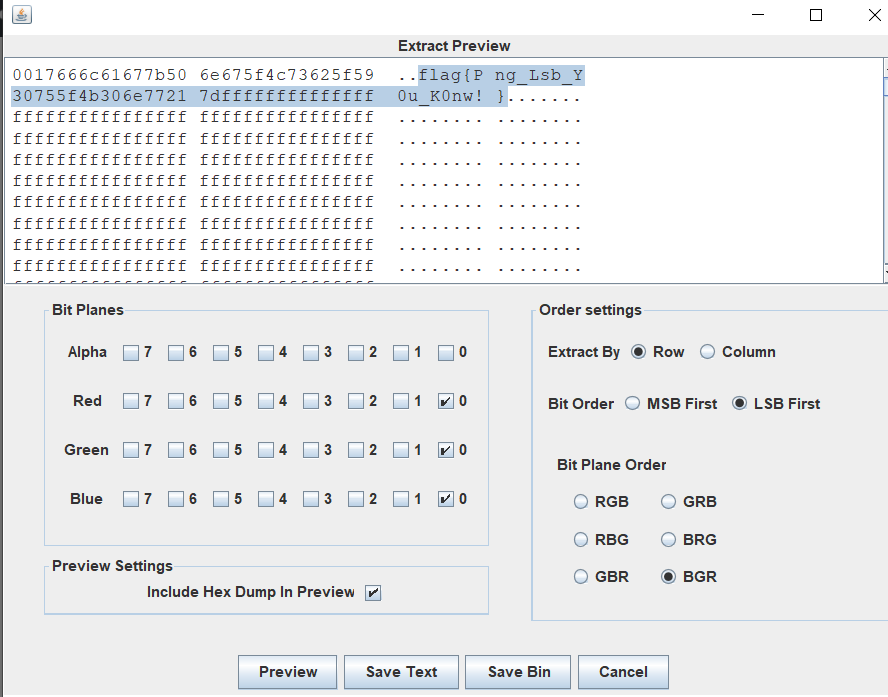 Extract Preview
0017666c61677b50 6e675f4c73625f59 ..flag{P ng_Lsb_Y
30755f4b306e7721 7dffffffffffffff 0u_K0nw! }.......
ffffffffffffffff ffffffffffffffff ........ ........
ffffffffffffffff ffffffffffffffff ........ ........
ffffffffffffffff ffffffffffffffff ........ ........
ffffffffffffffff ffffffffffffffff ........ ........
ffffffffffffffff ffffffffffffffff ........ ........
ffffffffffffffff ffffffffffffffff ........ ........
ffffffffffffffff ffffffffffffffff ........ ........
ffffffffffffffff ffffffffffffffff ........ ........
Bit Planes
Alpha 7 6 5 4 3 2 1 0
Red 7 6 5 4 3 2 1 0
Green 7 6 5 4 3 2 1 0
Blue 7 6 5 4 3 2 1 0
Preview Settings
Include Hex Dump In Preview
Order settings
Extract By Row Column
Bit Order MSB First LSB First
Bit Plane Order
RGB GRB
RBG BRG
GBR BGR
Preview Save Text Save Bin Cancel